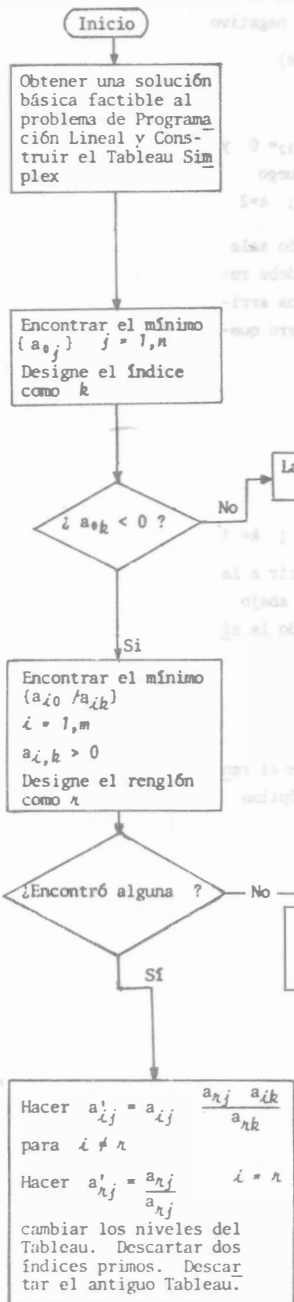 Inicio
negative
Obtener una solución
básica factible al
problema de Programa
ción Lineal y Cons-
truir el Tableau Sim
plex
Encontrar el mínimo
{ a₀ⱼ } j = 1,n
Designe el índice
como k
¿ a₀ₖ < 0 ?
No
La
Si
Encontrar el mínimo
{aᵢ₀ /aᵢₖ}
i = 1,m
aᵢ,ₖ > 0
Designe el renglón
como r
¿Encontró alguna ?
No
Sí
Hacer a'ᵢⱼ = aᵢⱼ aᵣⱼ aᵢₖ / aᵣₖ
para i ≠ r
Hacer a'ᵣⱼ = aᵣⱼ / aᵣⱼ i = r
cambiar los niveles del
Tableau. Descartar dos
índices primos. Descar
tar el antiguo Tableau.